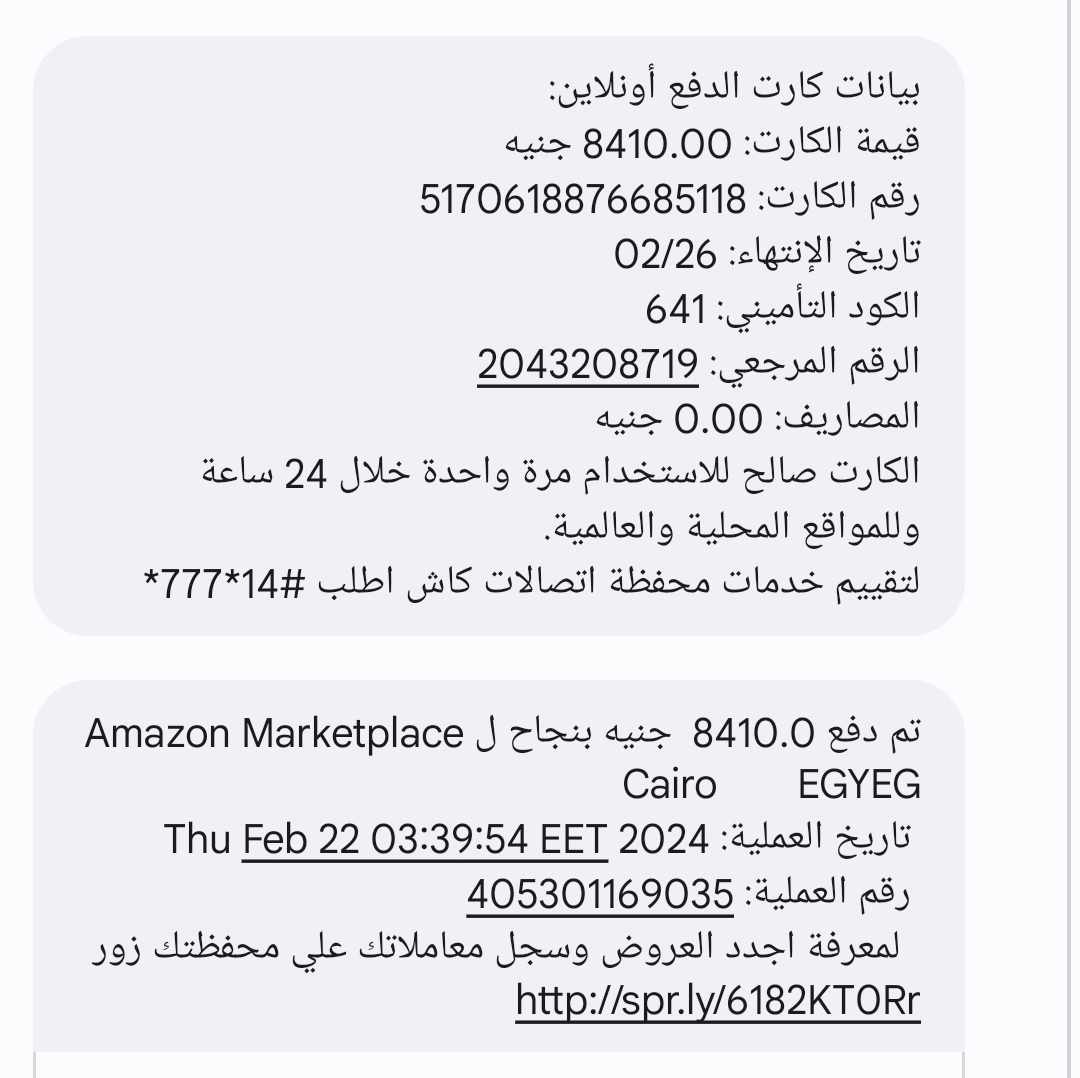 بيانات كارت الدفع أونلاين:
قيمة الكارت: 8410.00 جنيه
رقم الكارت: 5170618876685118
تاريخ الإنتهاء: 02/26
الكود التأميني: 641
الرقم المرجعي: 2043208719
المصاريف: 0.00 جنيه
الكارت صالح للاستخدام مرة واحدة خلال 24 ساعة
وللمواقع المحلية والعالمية.
لتقييم خدمات محفظة اتصالات كاش اطلب #14*777*
تم دفع 8410.0 جنيه بنجاح ل Amazon Marketplace
Cairo EGYEG
تاريخ العملية: Thu Feb 22 03:39:54 EET 2024
رقم العملية: 405301169035
لمعرفة اجدد العروض وسجل معاملاتك علي محفظتك زور
http://spr.ly/6182KT0Rr